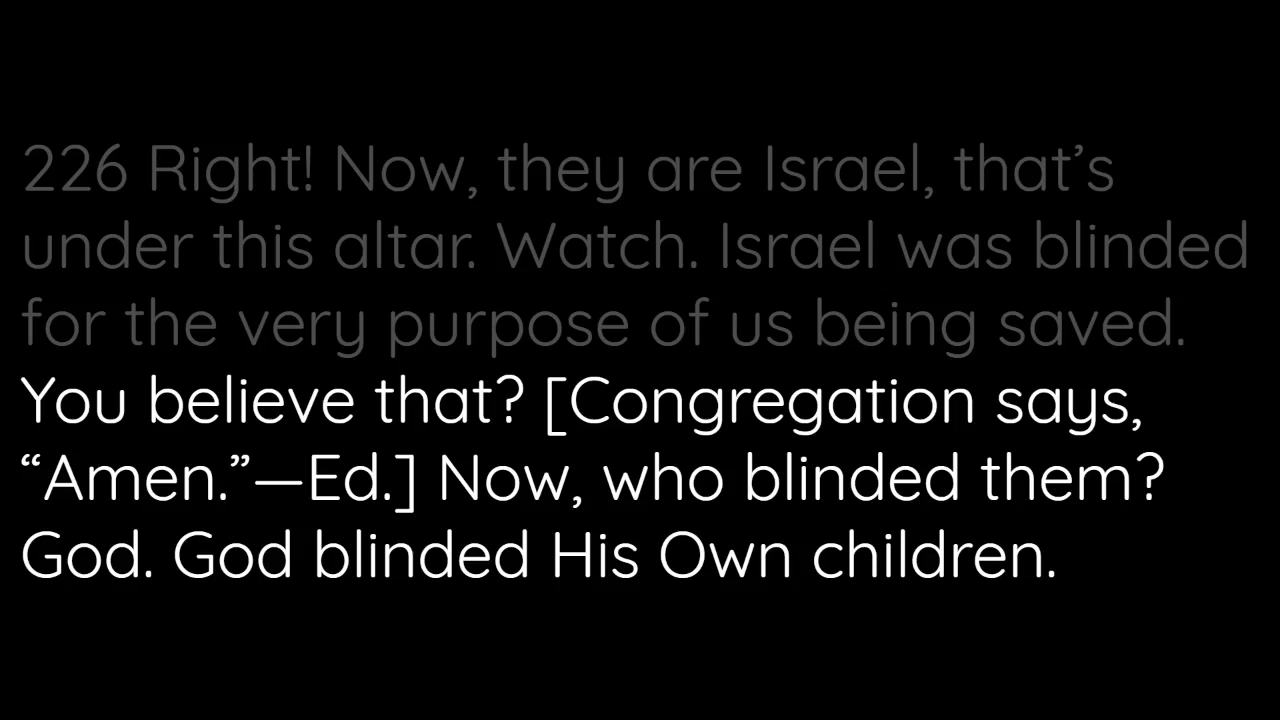 226 Right! Now, they are Israel, that’s
under this altar. Watch. Israel was blinded
for the very purpose of us being saved.
You believe that? [Congregation says,
“Amen.”—Ed.] Now, who blinded them?
God. God blinded His Own children.